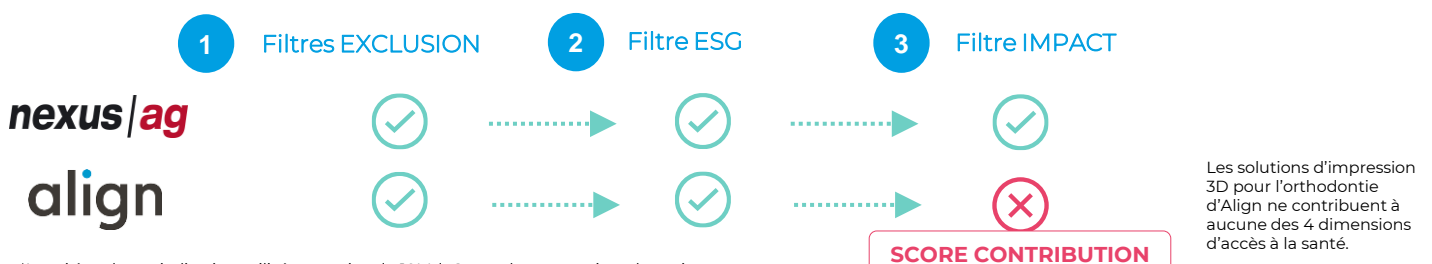 1 Filtres EXCLUSION 2 Filtre ESG 3 Filtre IMPACT
nexus|ag
align
Les solutions d'impression
3D pour l'orthodontie
d'Align ne contribuent à
aucune des 4 dimensions
d'accès à la santé.
SCORE CONTRIBUTION